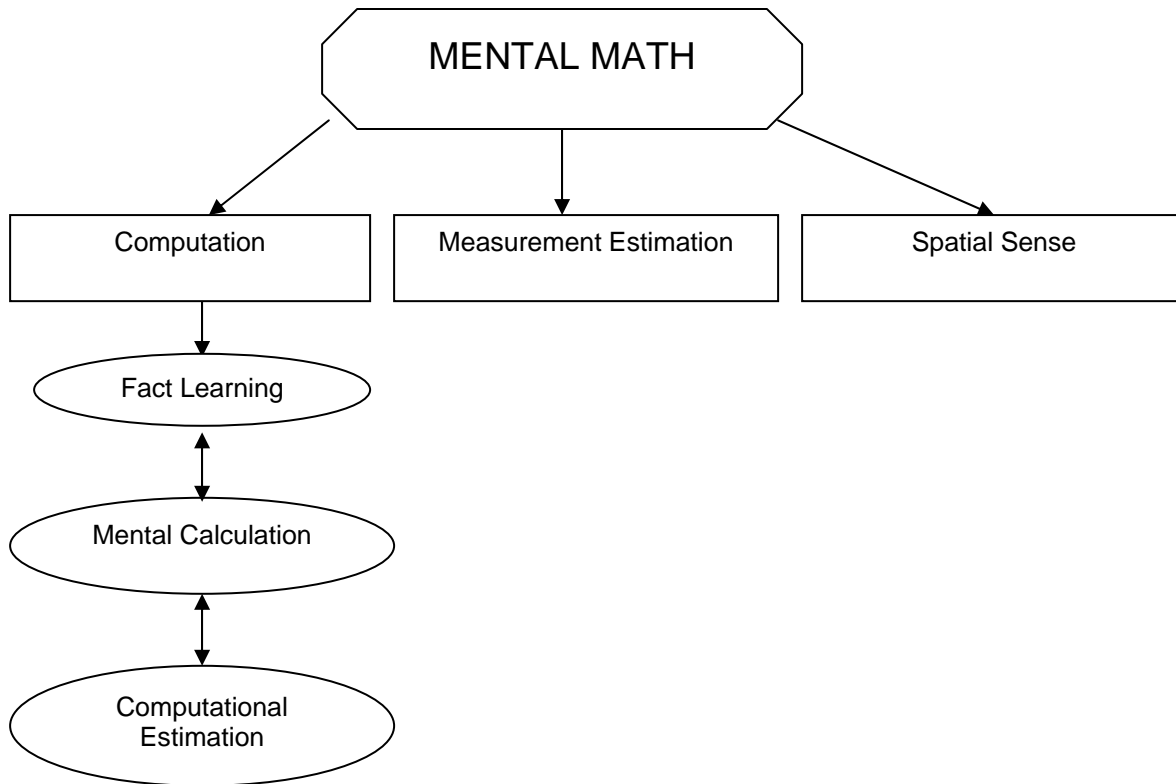 MENTAL MATH
Computation
Measurement Estimation
Spatial Sense
Fact Learning
Mental Calculation
Computational
Estimation